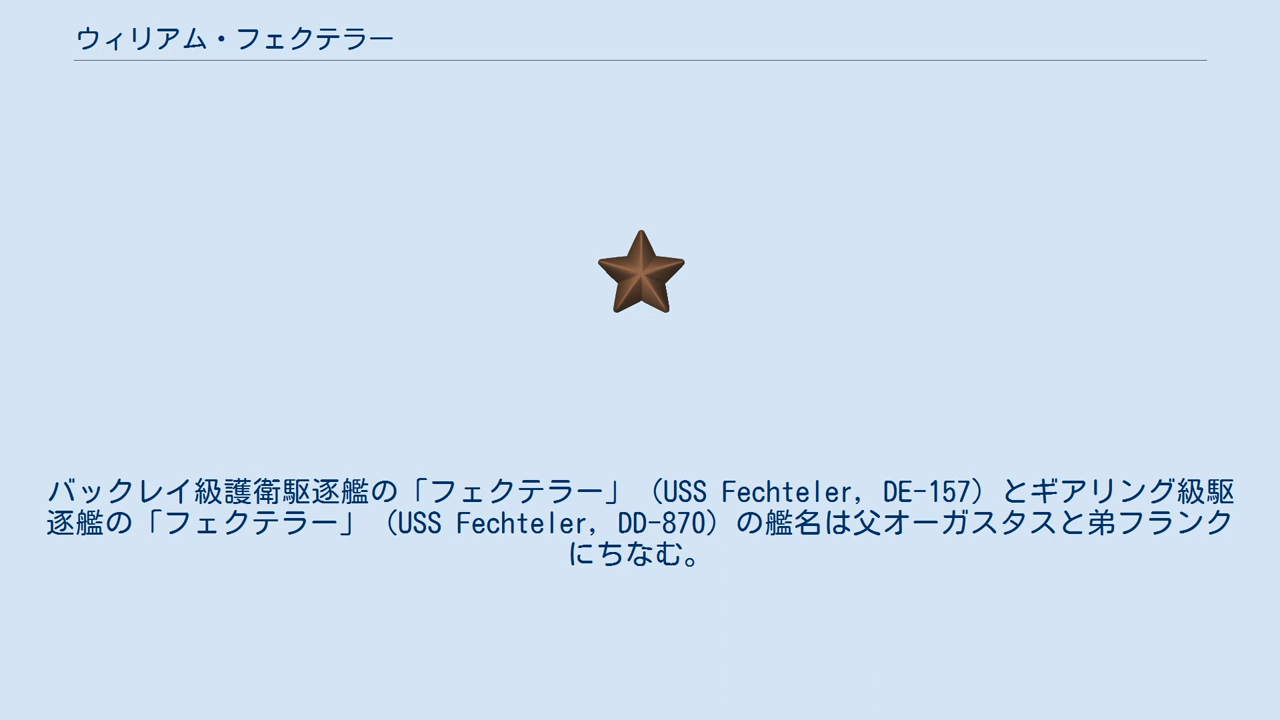 ウィリアム・フェクテラー
バックレイ級護衛駆逐艦の「フェクテラー」（USS Fechteler, DE-157）とギアリング級駆
逐艦の「フェクテラー」（USS Fechteler, DD-870）の艦名は父オーガスタスと弟フランク
にちなむ。